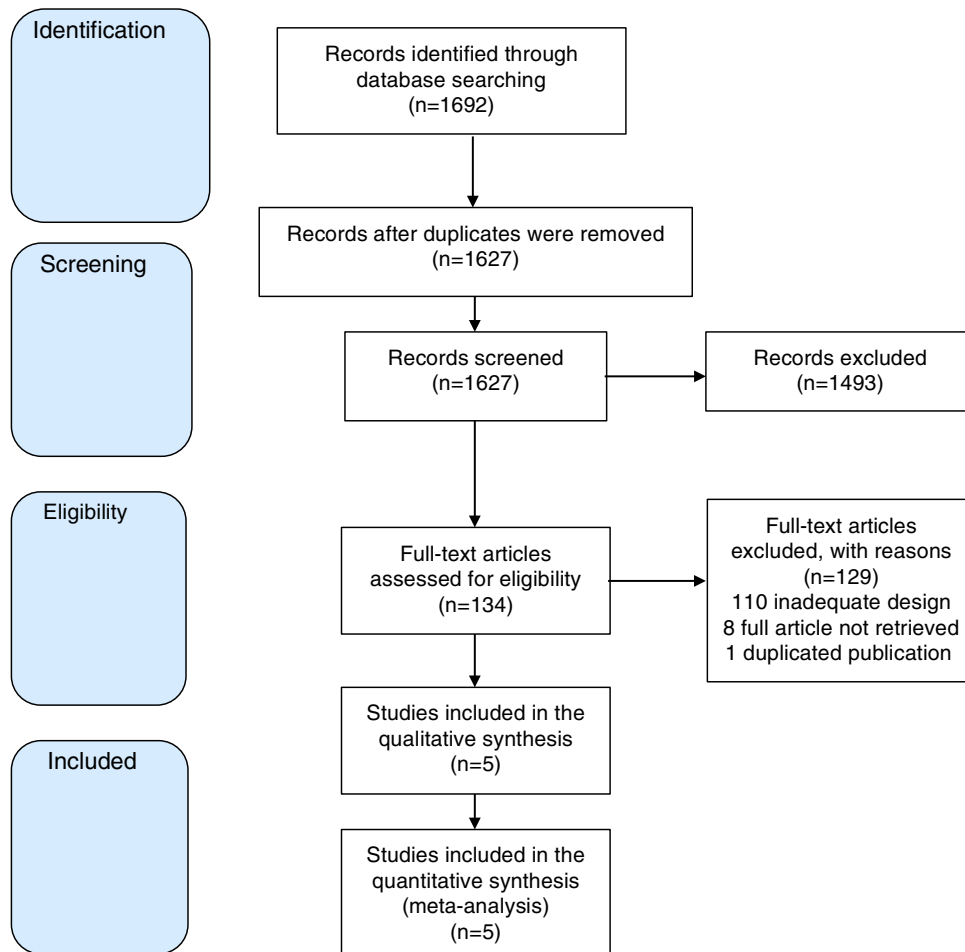 Identification
Records identified through
database searching
(n=1692)
Records after duplicates were removed
(n=1627)
Screening
Records screened
(n=1627)
Records excluded
(n=1493)
Eligibility
Full-text articles
assessed for eligibility
(n=134)
Full-text articles
excluded, with reasons
(n=129)
110 inadequate design
8 full article not retrieved
1 duplicated publication
Studies included in the
qualitative synthesis
(n=5)
Included
Studies included in the
quantitative synthesis
(meta-analysis)
(n=5)